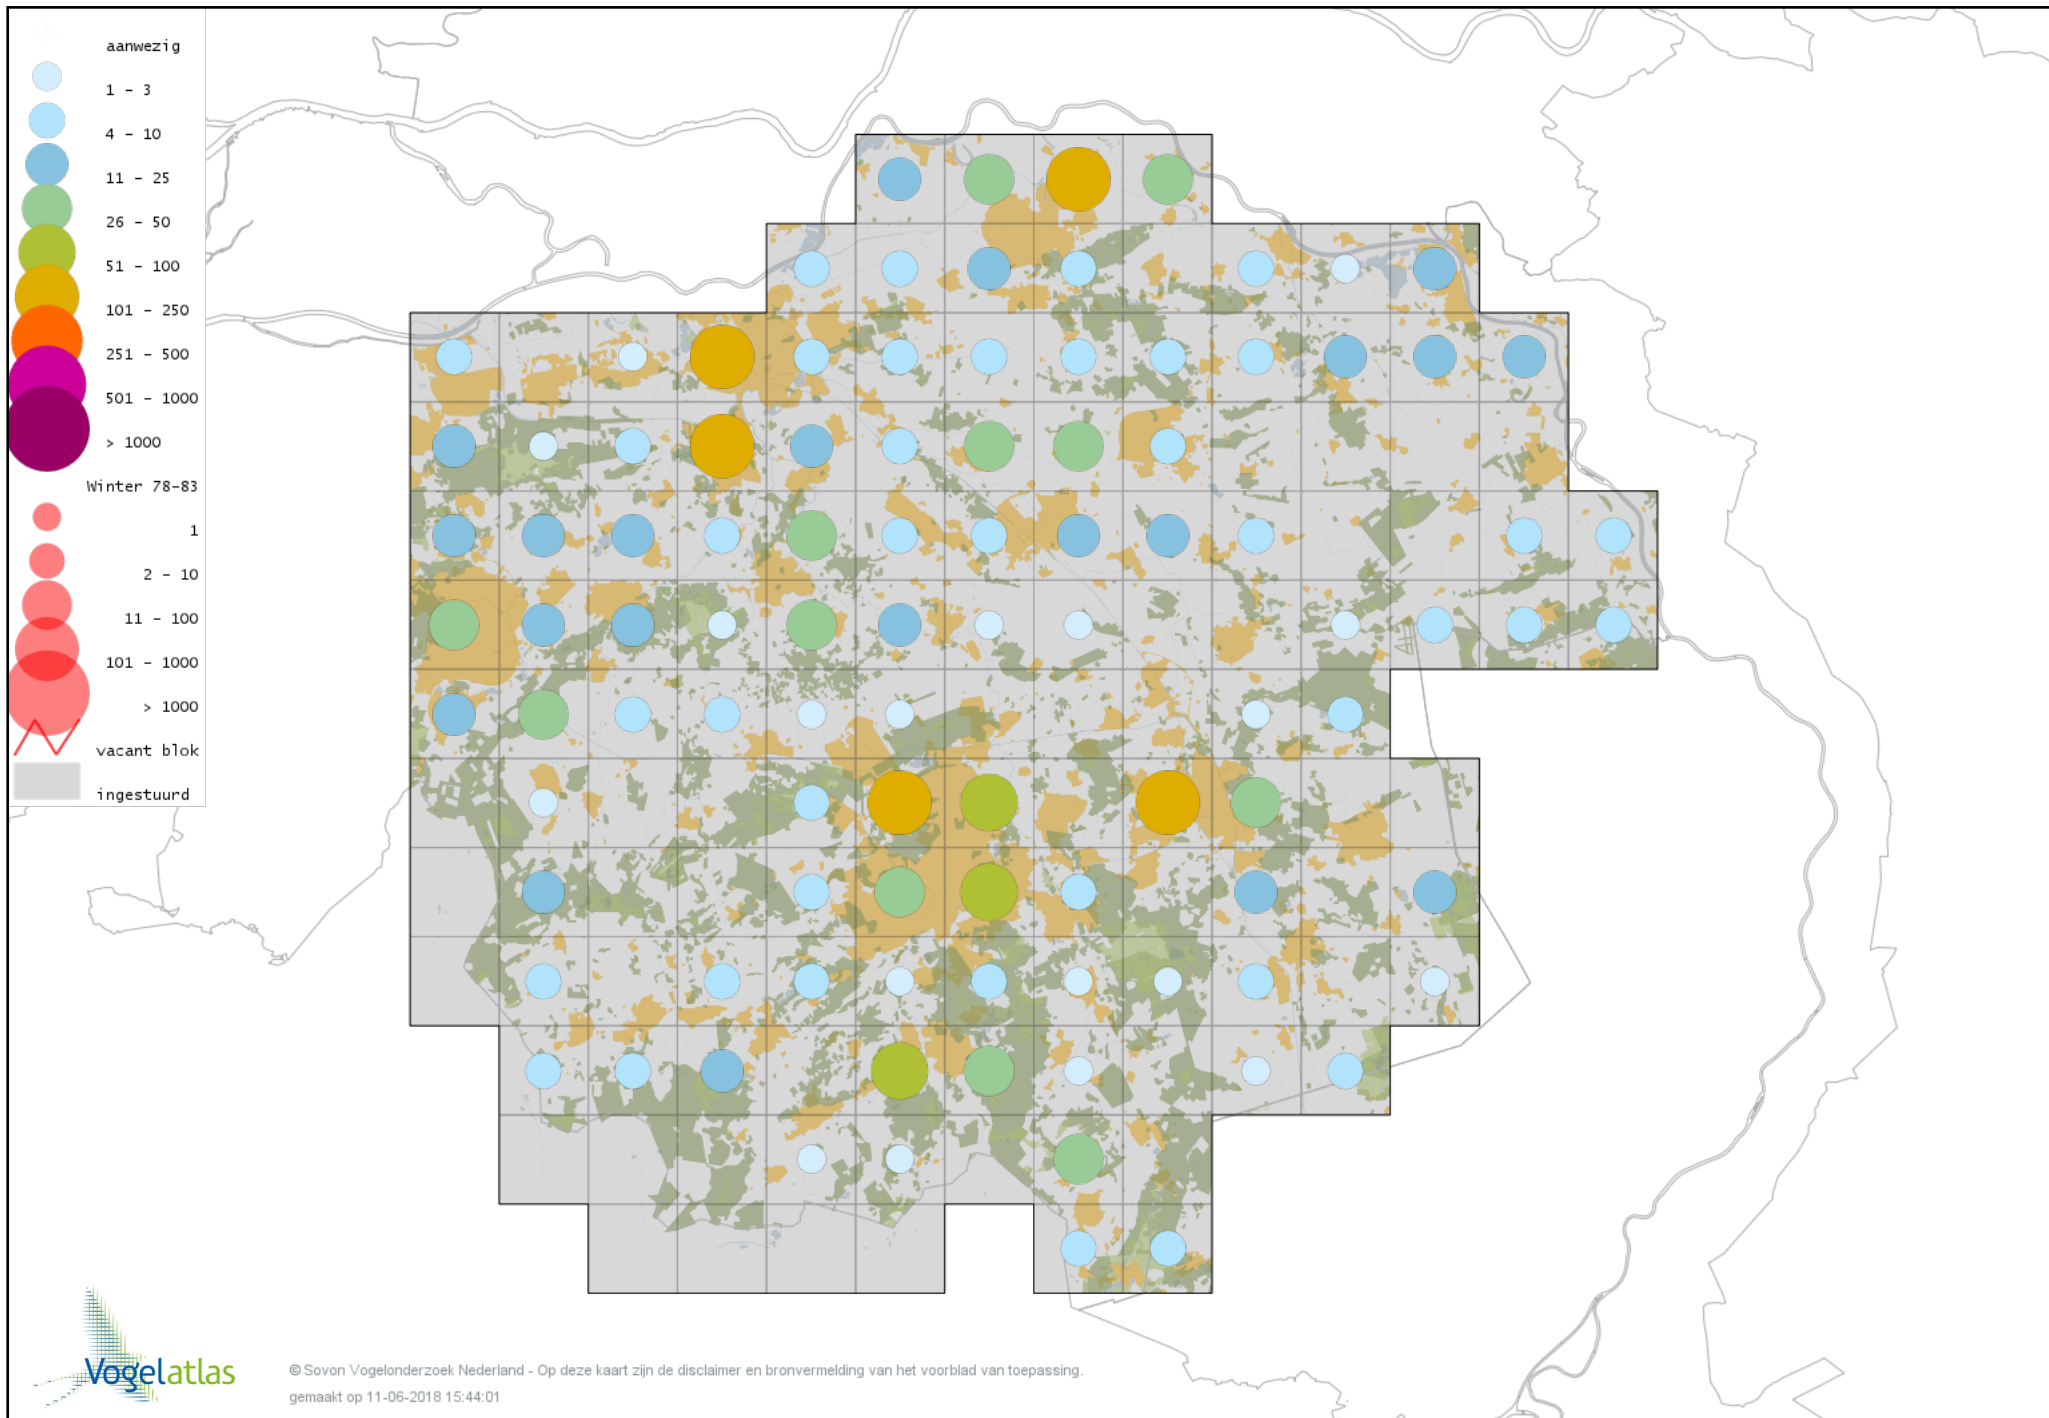 aanwezig
1 - 3
4 - 10
11 - 25
26 - 50
51 - 100
101 - 250
251 - 500
501 - 1000
> 1000
Winter 78-83
1
2 - 10
11 - 100
101 - 1000
> 1000
vacant blok
ingestuurd
Vogelatlas
© Sovon Vogelonderzoek Nederland - Op deze kaart zijn de disclaimer en bronvermelding van het voorblad van toepassing.
gemaakt op 11-06-2018 15:44:01